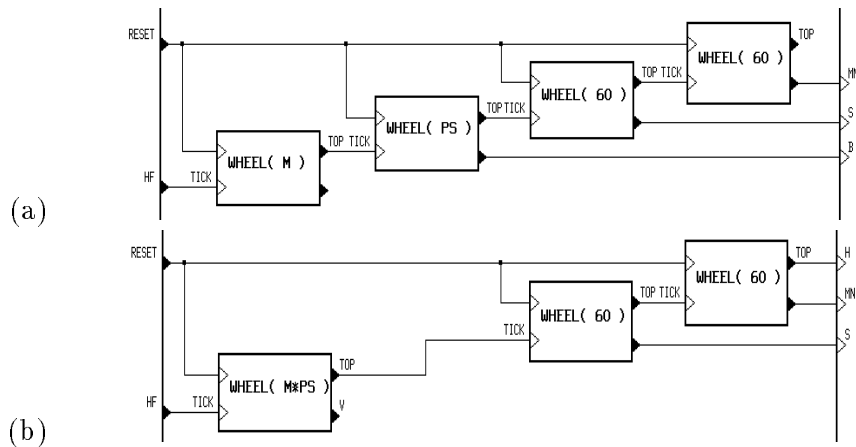 RESET
TOP
WHEEL( 60 )
TOP TICK
MN
WHEEL( 60 )
TOP TICK
S
WHEEL( PS )
TOP TICK
B
WHEEL( M )
HF
TICK
(a)
RESET
TOP
H
WHEEL( 60 )
TOP TICK
MN
WHEEL( 60 )
TICK
S
TOP
WHEEL( M*PS )
HF
TICK
V
(b)